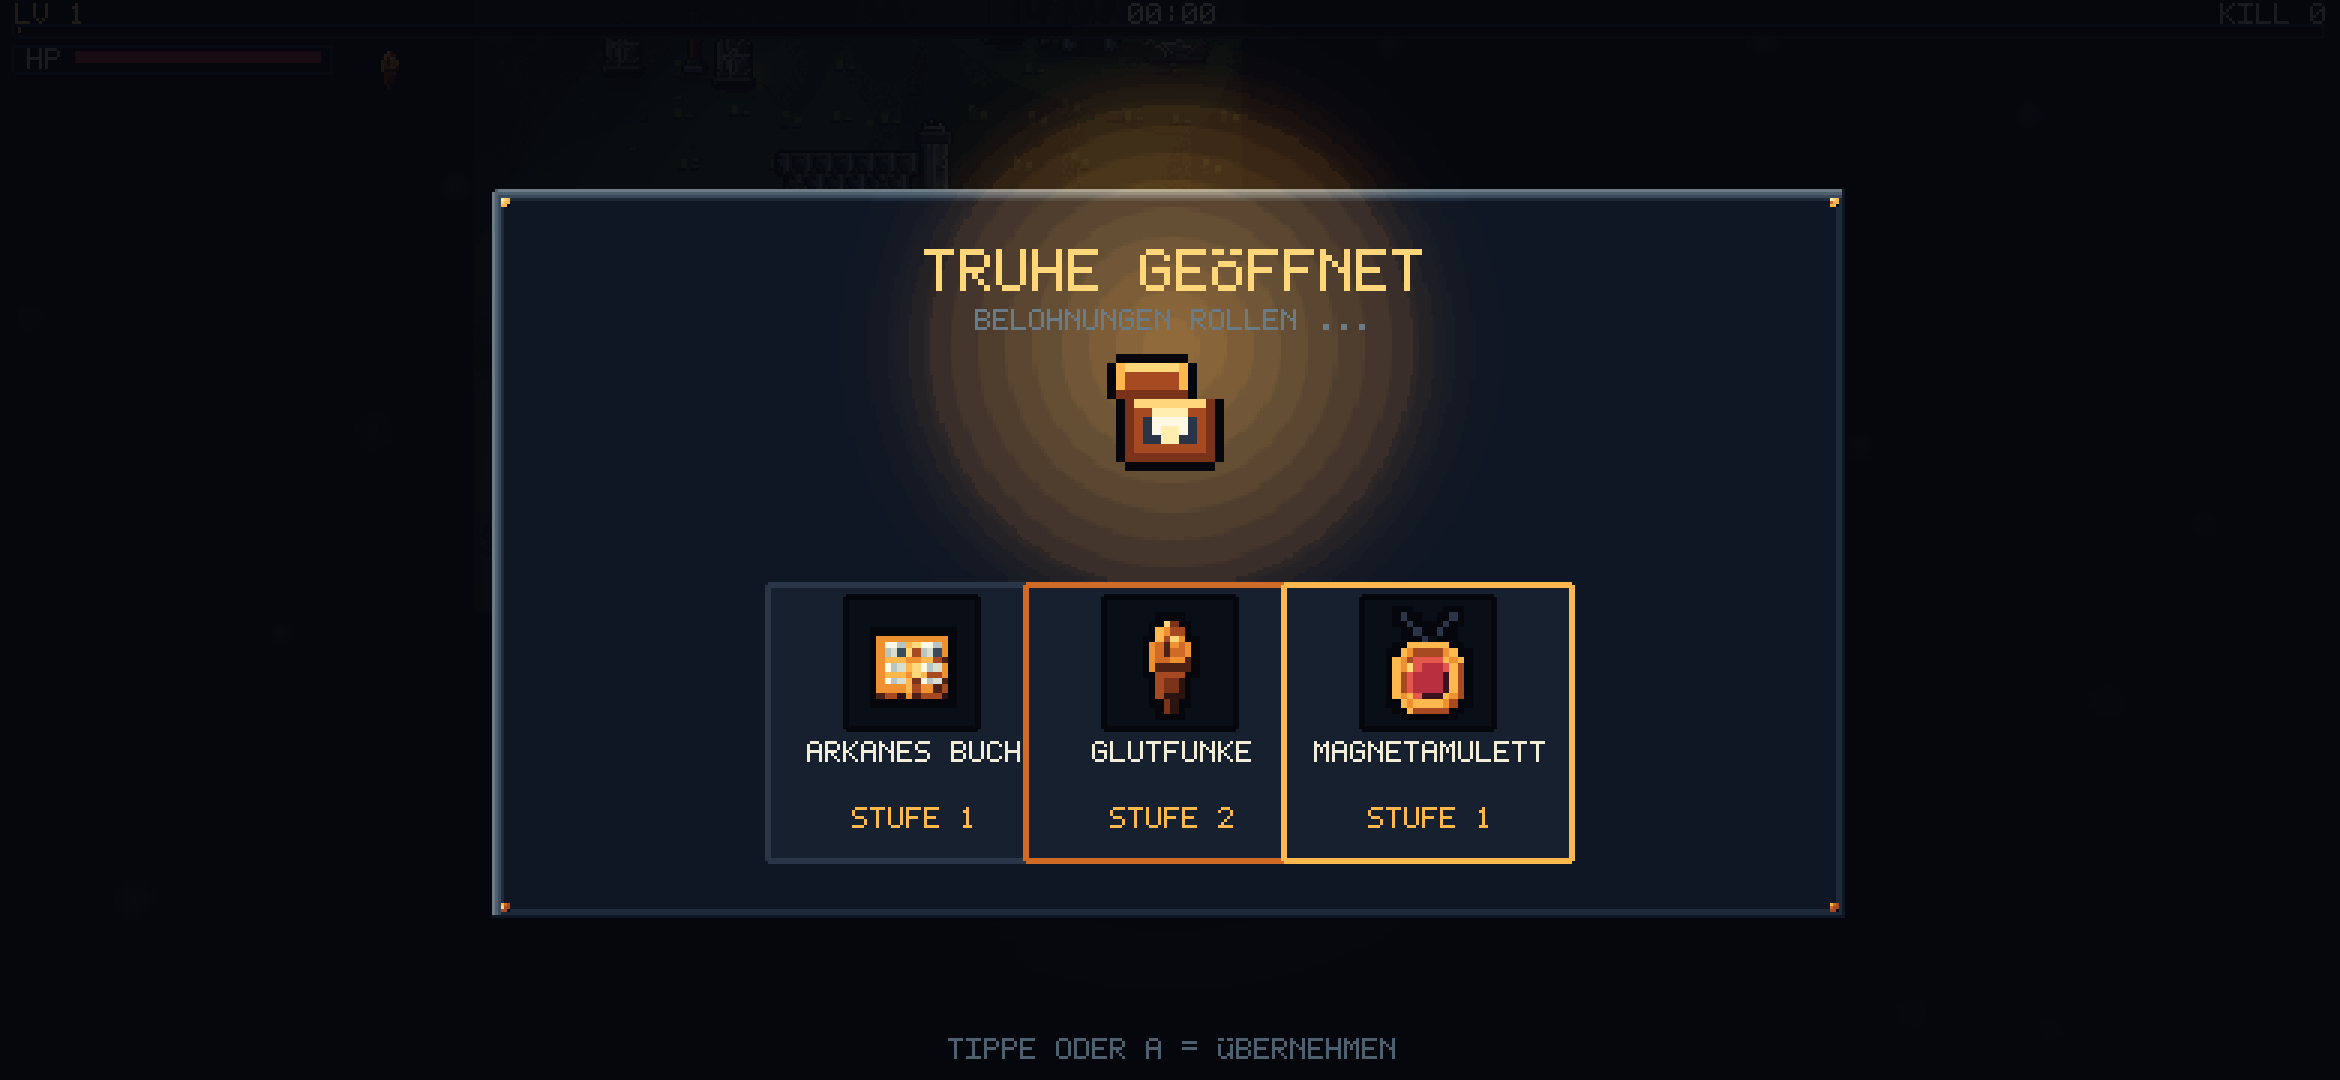 LV 1
00:00
KILL 0
HP
TRUHE GEöFFNET
BELOHNUNGEN ROLLEN ...
ARKANES BUCH
GLUTFUNKE
MAGNETAMULETT
STUFE 1
STUFE 2
STUFE 1
TIPPE ODER A = üBERNEHMEN